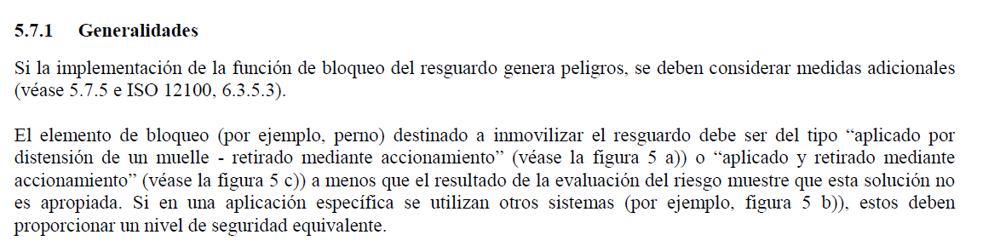 5.7.1 Generalidades
Si la implementación de la función de bloqueo del resguardo genera peligros, se deben considerar medidas adicionales
(véase 5.7.5 e ISO 12100, 6.3.5.3).
El elemento de bloqueo (por ejemplo, perno) destinado a inmovilizar el resguardo debe ser del tipo “aplicado por
distensión de un muelle - retirado mediante accionamiento” (véase la figura 5 a)) o “aplicado y retirado mediante
accionamiento” (véase la figura 5 c)) a menos que el resultado de la evaluación del riesgo muestre que esta solución no
es apropiada. Si en una aplicación específica se utilizan otros sistemas (por ejemplo, figura 5 b)), estos deben
proporcionar un nivel de seguridad equivalente.